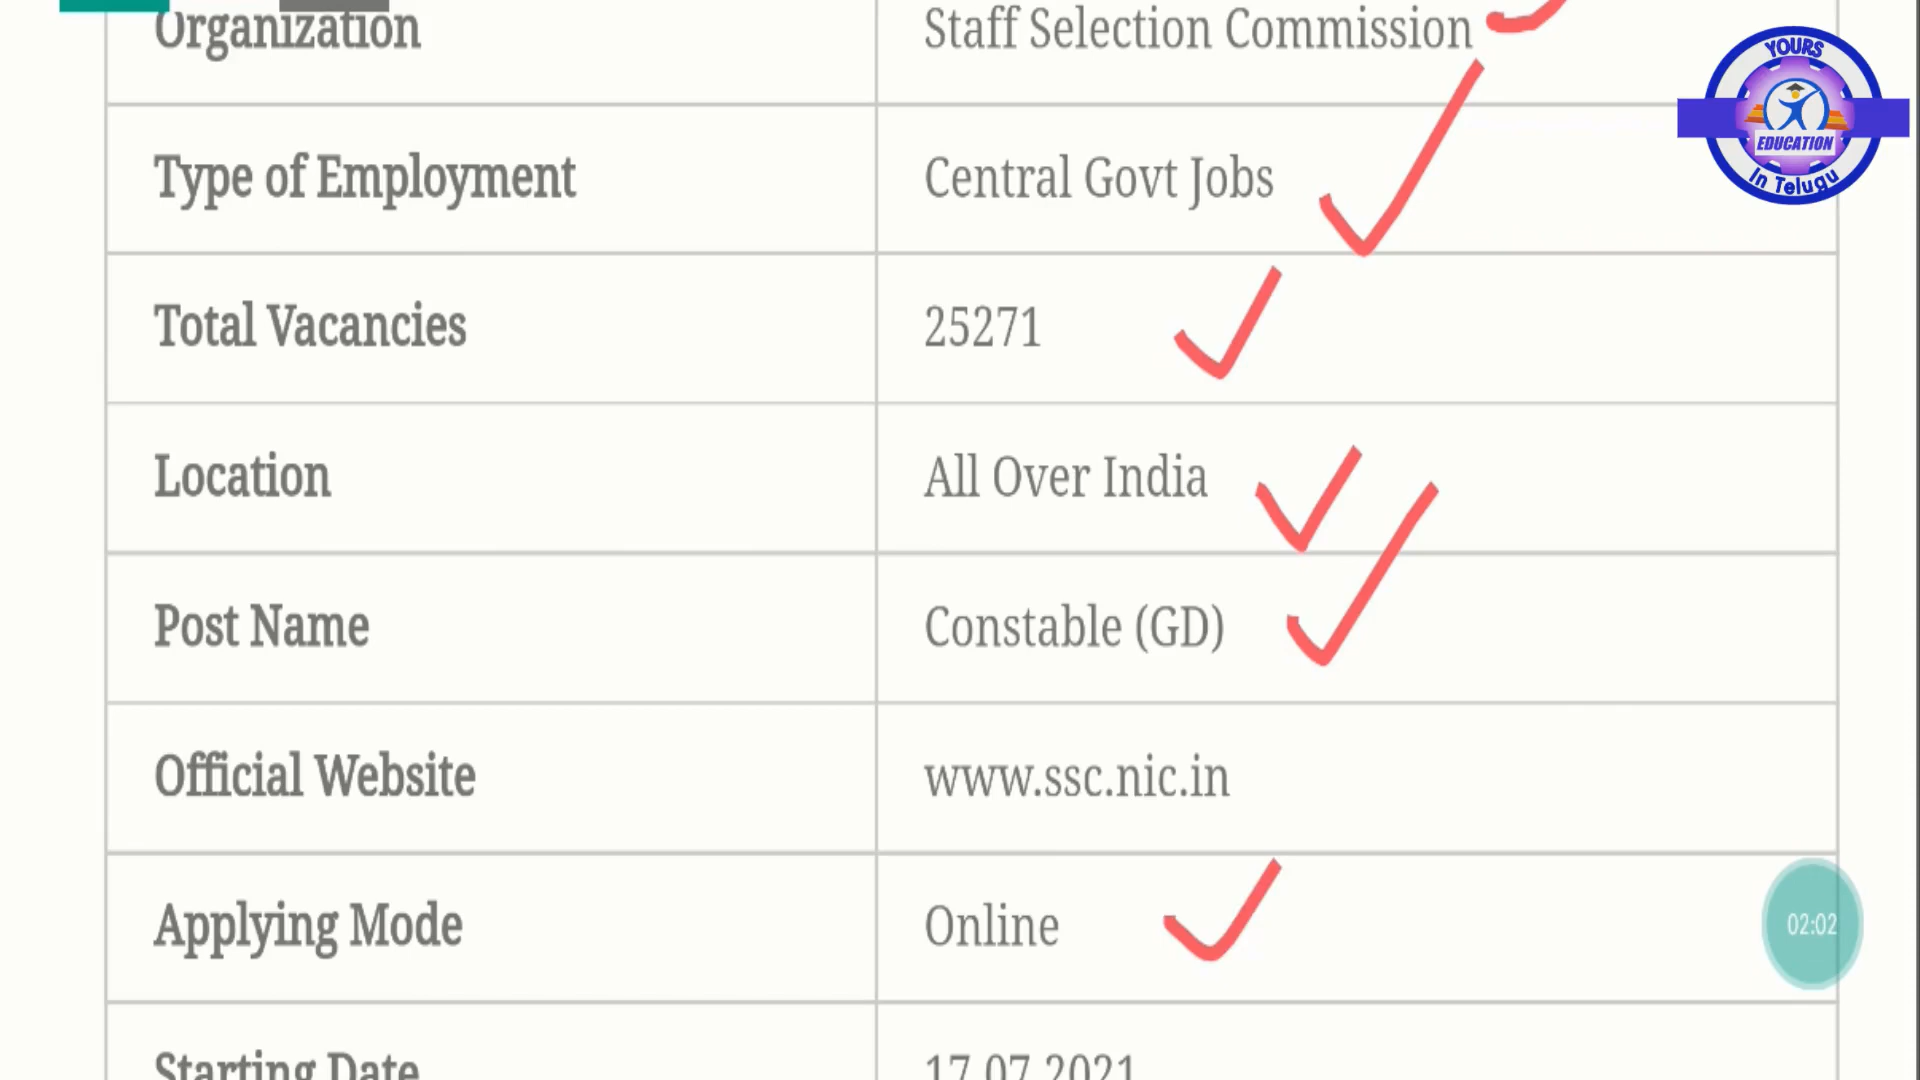 Organization Staff Selection Commission
Type of Employment Central Govt Jobs
Total Vacancies 25271
Location All Over India
Post Name Constable (GD)
Official Website www.ssc.nic.in
Applying Mode Online
Starting Date 17.07.2021
YOURS
EDUCATION
In Telugu
02:02